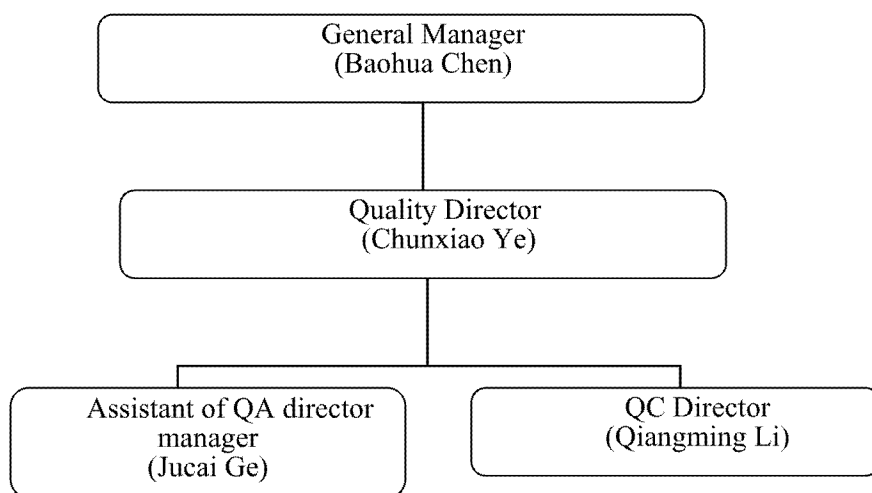 General Manager
(Baohua Chen)
Quality Director
(Chunxiao Ye)
Assistant of QA director
manager
(Jucai Ge)
QC Director
(Qiangming Li)